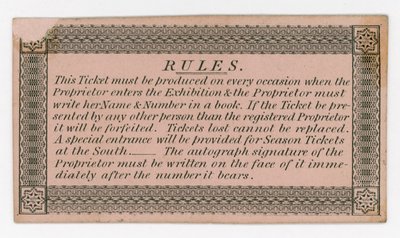 RULES.
This Ticket must be produced on every occasion when the
Proprietor enters the Exhibition & the Proprietor must
write her Name & Number in a book. If the Ticket be pre-
sented by any other person than the registered Proprietor
it will be forfeited. Tickets lost cannot be replaced.
A special entrance will be provided for Season Tickets
at the South.____ The autograph signature of the
Proprietor must be written on the face of it imme-
diately after the number it bears.